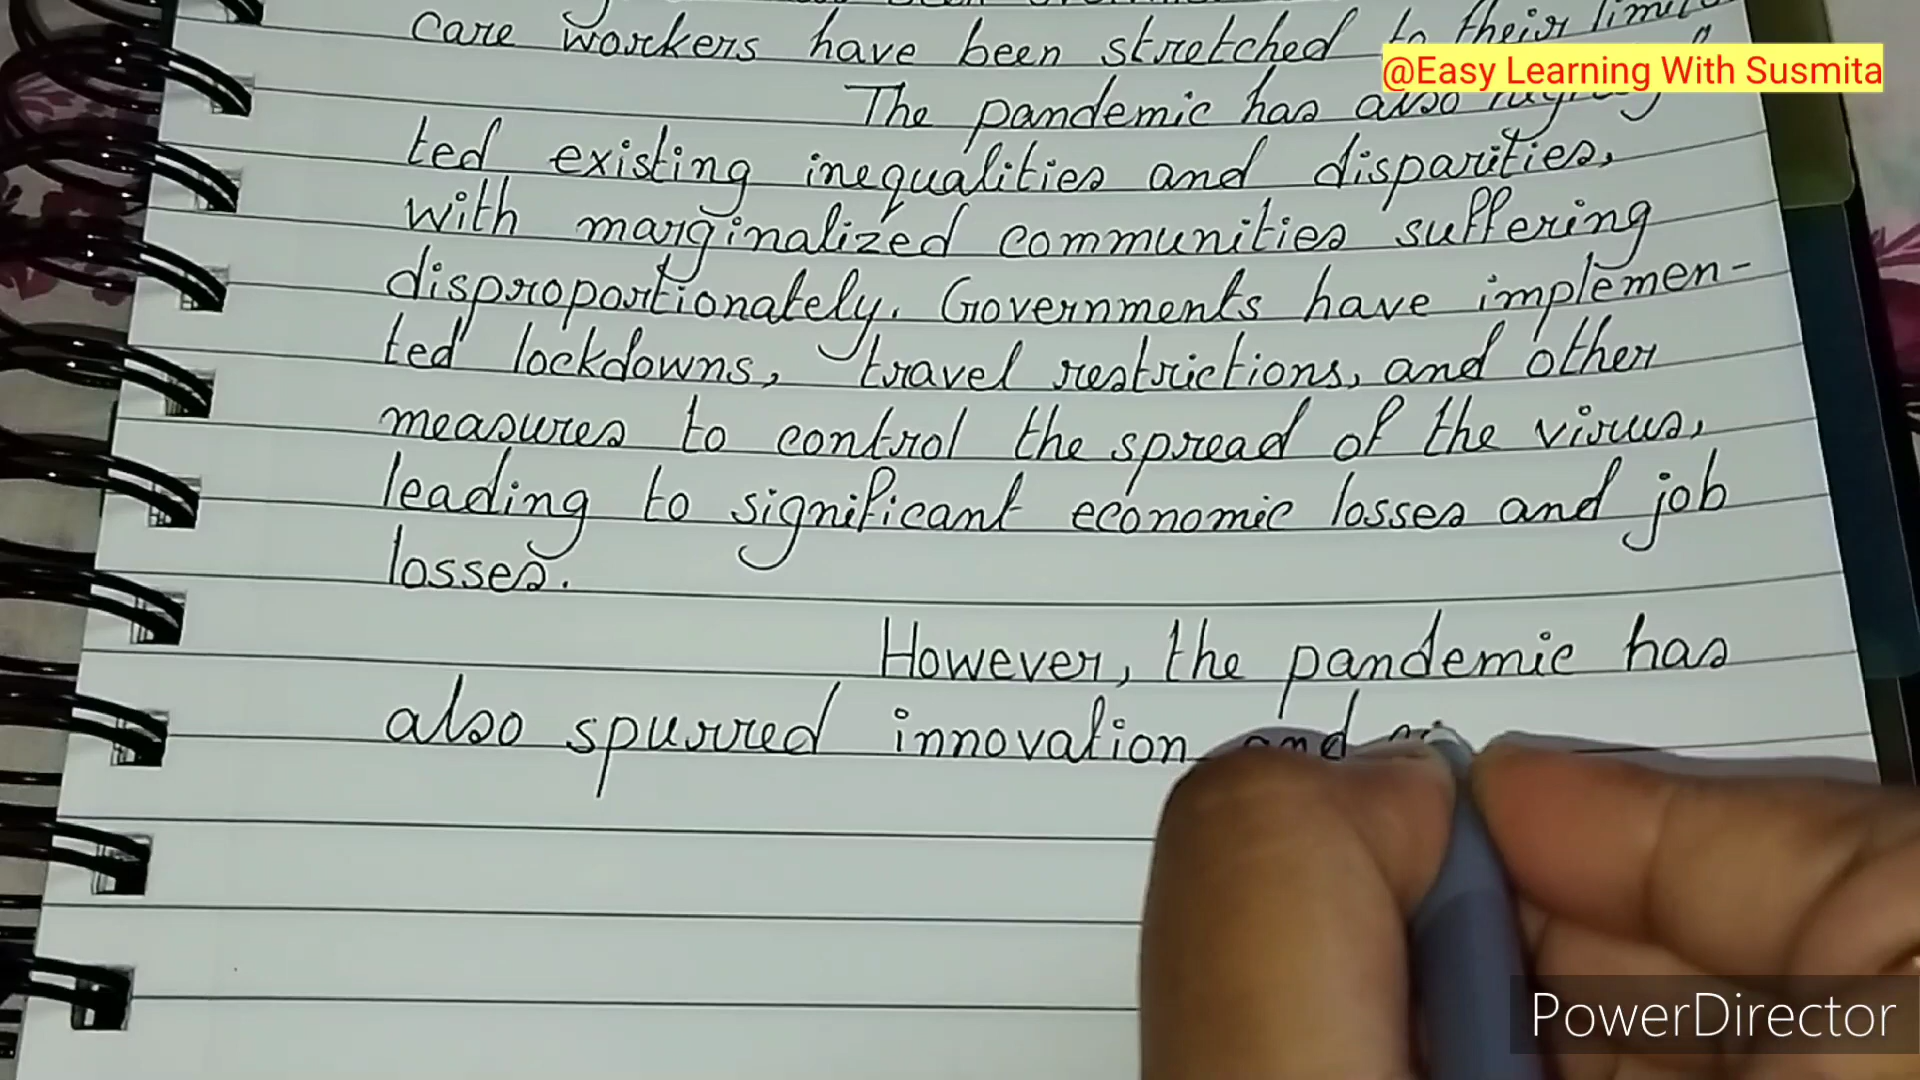 care workers have been stretched to their limits
@Easy Learning With Susmita
The pandemic has also
ted existing inequalities and disparities,
with marginalized communities suffering
disproportionately. Governments have implemen-
ted lockdowns, travel restrictions, and other
measures to control the spread of the virus,
leading to significant economic losses and job
losses.
However, the pandemic has
also spurred innovation and
PowerDirector